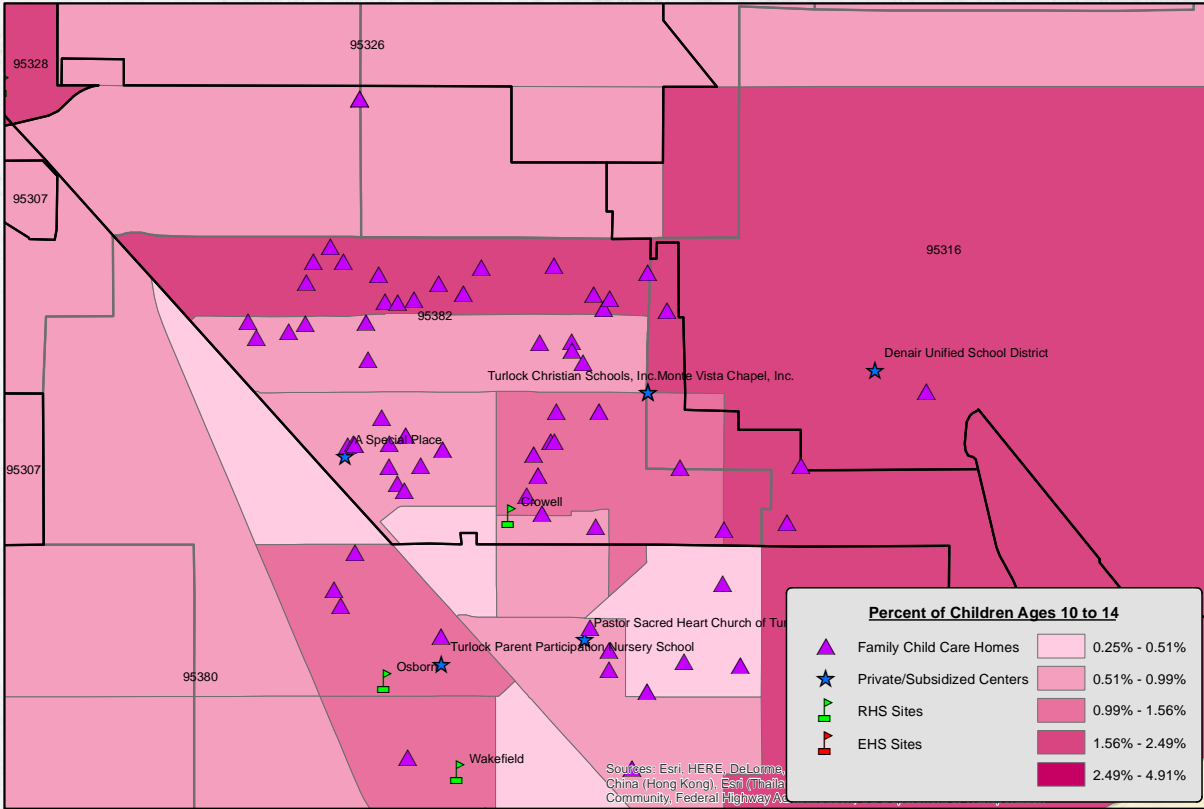 95326
95328
95307
95316
95382
Denair Unified School District
Turlock Christian Schools, Inc.Monte Vista Chapel, Inc.
A Special Place
95307
Crowell
Pastor Sacred Heart Church of Tur
Turlock Parent Participation Nursery School
Osborn
95380
Wakefield
Sources: Esri, HERE, DeLorme,
China (Hong Kong), Esri (Thaila
Community, Federal Highway
Percent of Children Ages 10 to 14
Family Child Care Homes
Private/Subsidized Centers
RHS Sites
EHS Sites
0.25% - 0.51%
0.51% - 0.99%
0.99% - 1.56%
1.56% - 2.49%
2.49% - 4.91%